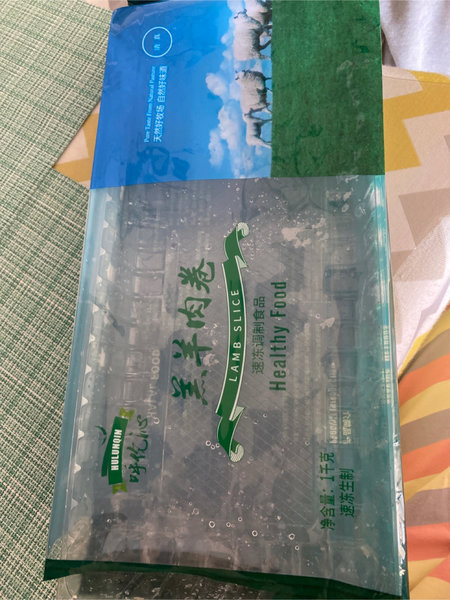 清真
Pure Taste From Natural Pasture
天然好牧场 自然好味道
羔羊肉卷
LAMB SLICE
速冻调制食品
Healthy Food
HULUNQIN
呼伦沁
净含量：1千克
速冻生制